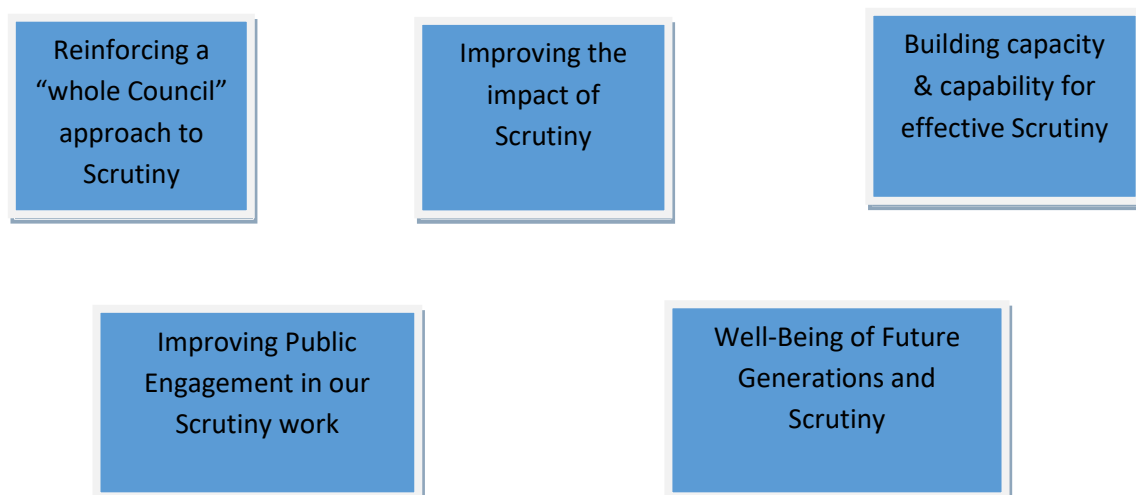 Reinforcing a
“whole Council”
approach to
Scrutiny
Improving the
impact of
Scrutiny
Building capacity
& capability for
effective Scrutiny
Improving Public
Engagement in our
Scrutiny work
Well-Being of Future
Generations and
Scrutiny